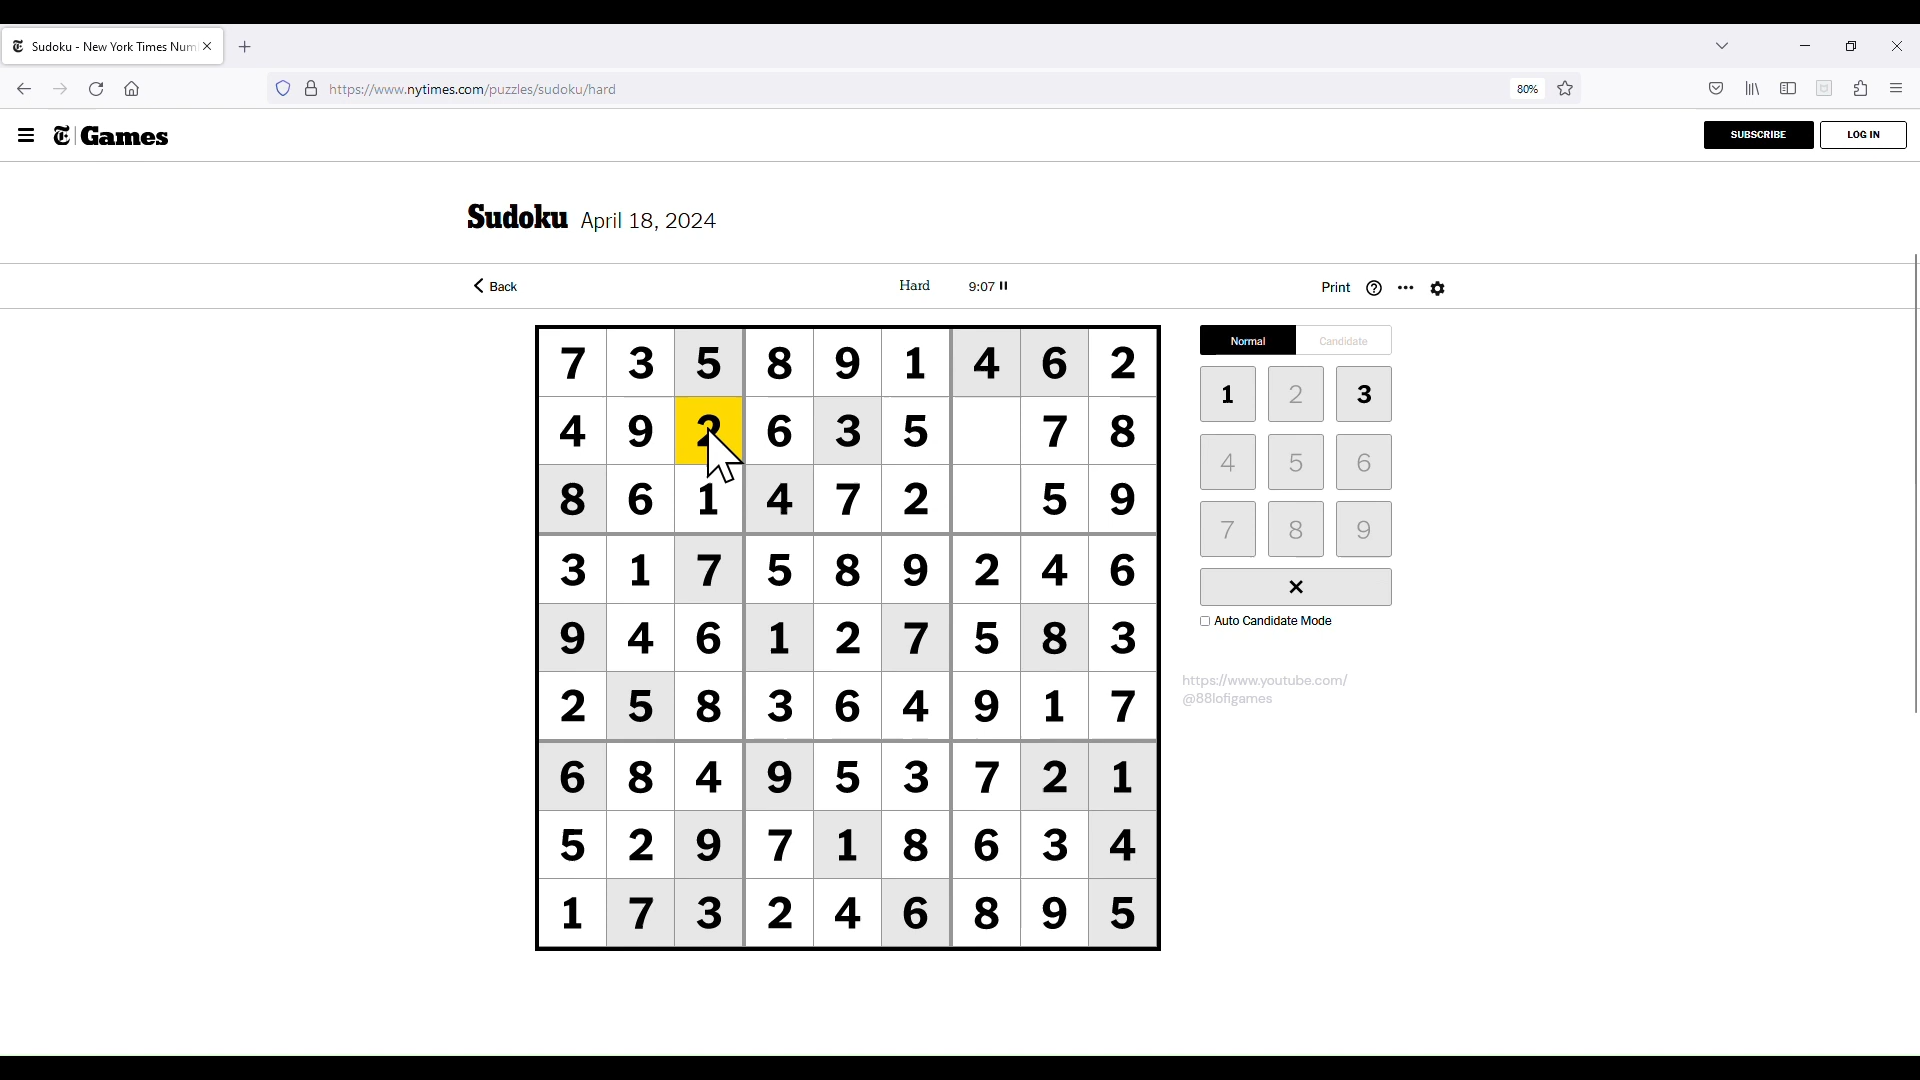 Sudoku - New York Times Num
https://www.nytimes.com/puzzles/sudoku/hard
80%
Games
SUBSCRIBE
LOG IN
Sudoku April 18, 2024
Back
Hard
9:07
Print
7 3 5 8 9 1 4 6 2
4 9 2 6 3 5 7 8
8 6 1 4 7 2 5 9
3 1 7 5 8 9 2 4 6
9 4 6 1 2 7 5 8 3
2 5 8 3 6 4 9 1 7
6 8 4 9 5 3 7 2 1
5 2 9 7 1 8 6 3 4
1 7 3 2 4 6 8 9 5
Normal
Candidate
1 2 3
4 5 6
7 8 9
Auto Candidate Mode
https://www.youtube.com/
@88lofigames